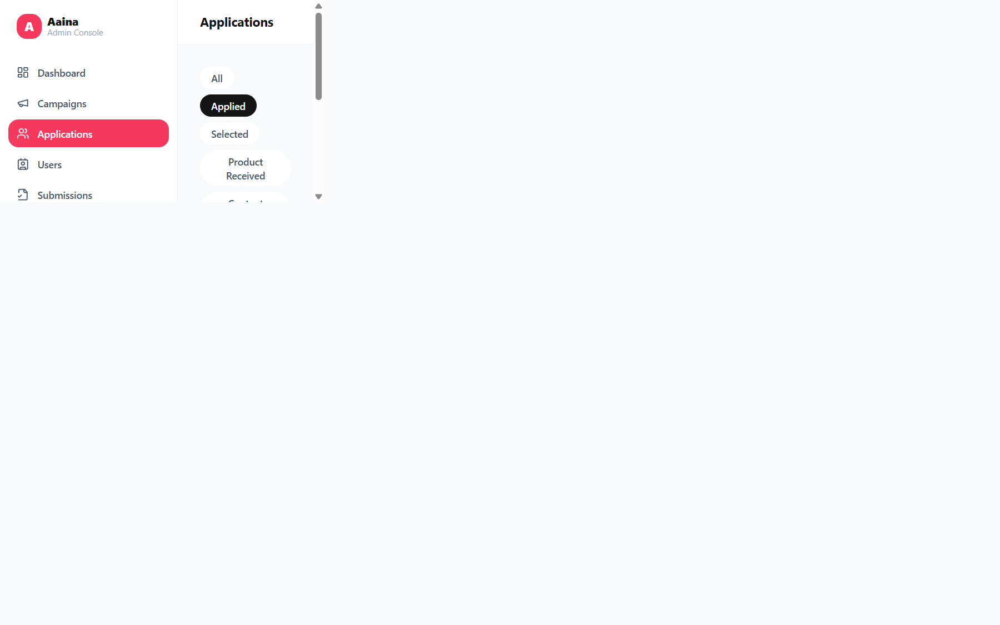 A
Aaina
Admin Console
Dashboard
Campaigns
Applications
Users
Submissions
Applications
All
Applied
Selected
Product
Received